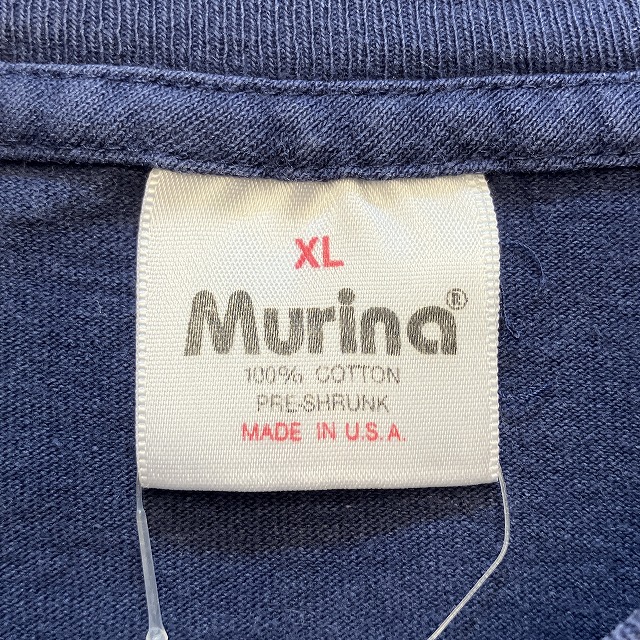 XL
Murina®
100% COTTON
PRE-SHRUNK
MADE IN U.S.A.